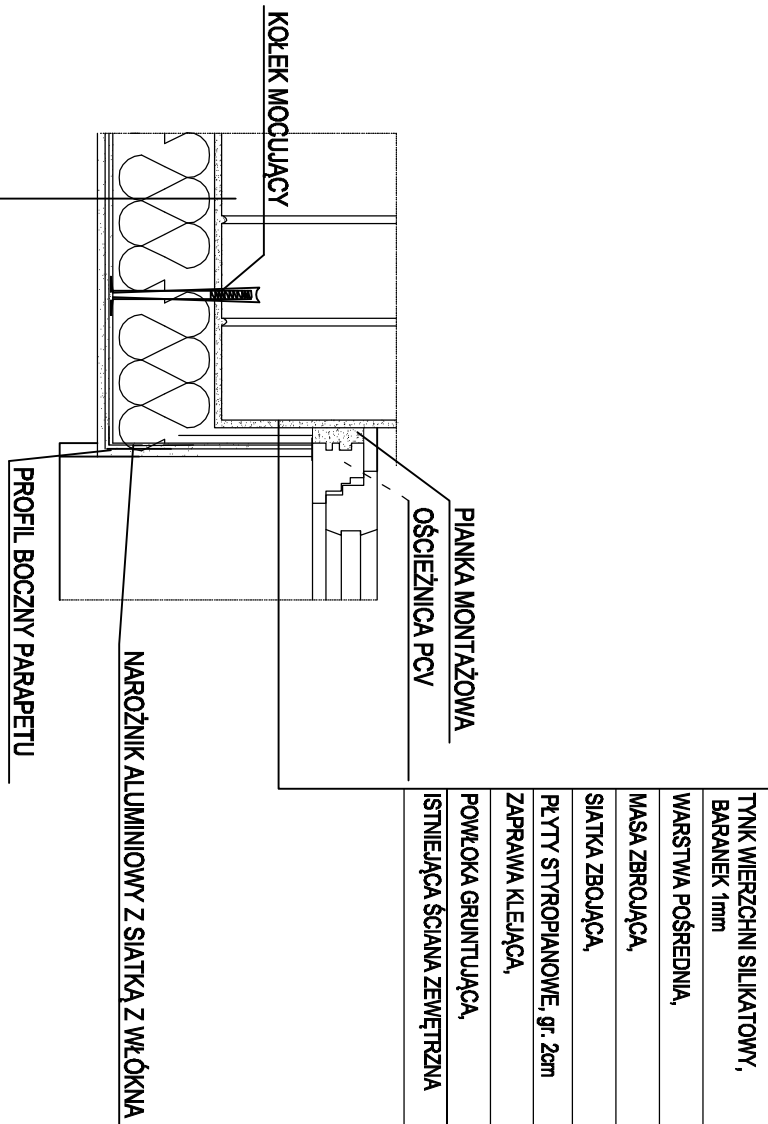 TYNK WIERZCHNI SILIKATOWY,
BARANEK 1mm
WARSTWA POŚREDNIA,
MASA ZBROJĄCA,
SIATKA ZBOJĄCA,
PŁYTY STYROPIANOWE, gr. 2cm
ZAPRAWA KLEJĄCA,
POWŁOKA GRUNTUJĄCA,
ISTNIEJĄCA ŚCIANA ZEWĘTRZNA
PIANKA MONTAŻOWA
OŚCIEŻNICA PCV
KOŁEK MOCUJĄCY
NAROŻNIK ALUMINIOWY Z SIATKĄ Z WŁÓKNA
PROFIL BOCZNY PARAPETU